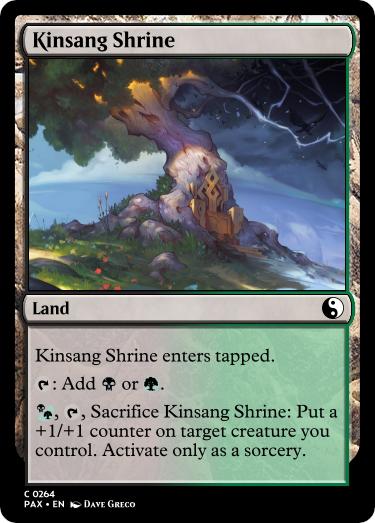 Kinsang Shrine
Land
Kinsang Shrine enters tapped.
: Add or .
, , Sacrifice Kinsang Shrine: Put a
+1/+1 counter on target creature you
control. Activate only as a sorcery.
C 0264
PAX • EN Dave Greco